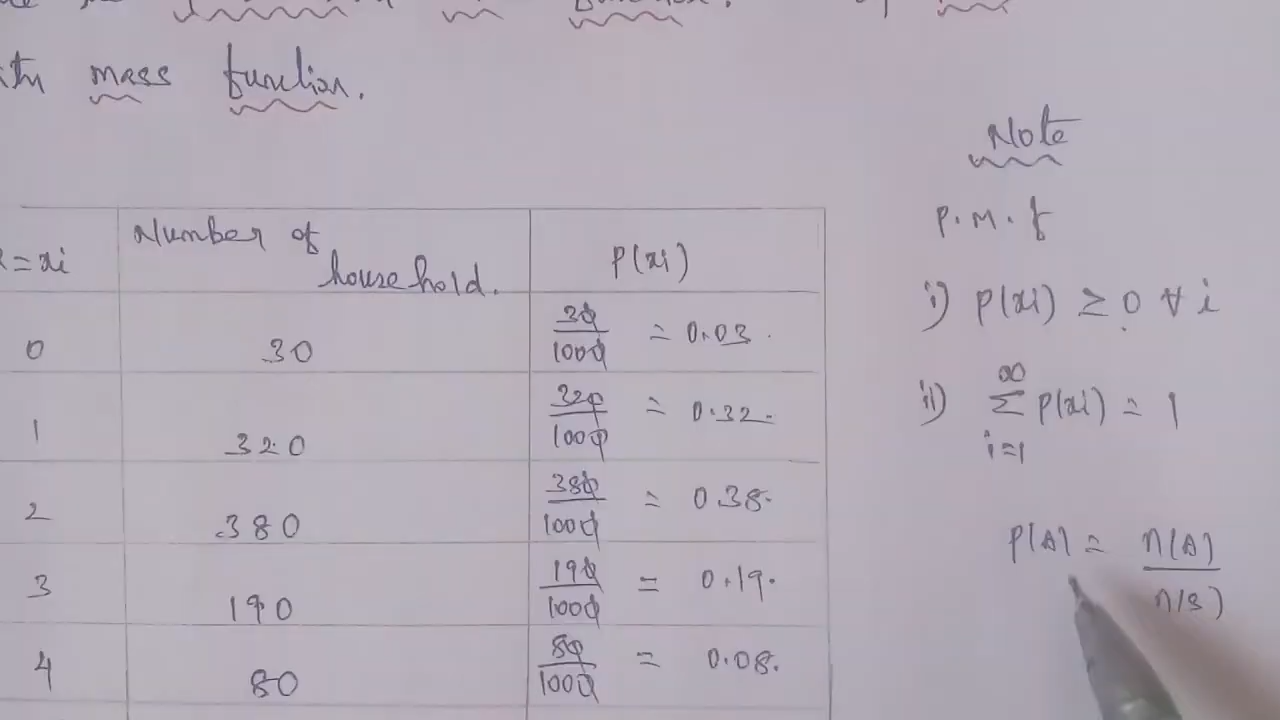 mass function.
Note
P.M.f
i) P(xi) ≥ 0 ∀ i
ii) ∞ Σ i=1 P(xi) = 1
P(A) = n(A) / n(s)
=xi Number of household. P(xi)
0 30 30/1000 = 0.03.
1 320 320/1000 = 0.32.
2 380 380/1000 = 0.38.
3 190 190/1000 = 0.19.
4 80 80/1000 = 0.08.